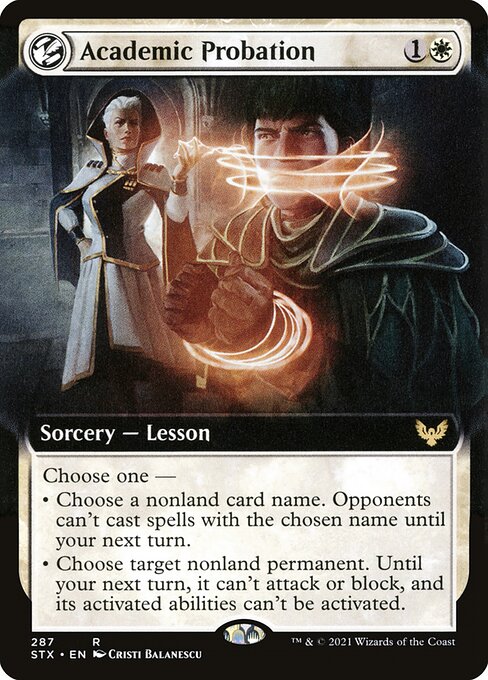 Academic Probation 1
Sorcery — Lesson
Choose one —
• Choose a nonland card name. Opponents
can't cast spells with the chosen name until
your next turn.
• Choose target nonland permanent. Until
your next turn, it can't attack or block, and
its activated abilities can't be activated.
287 R
STX • EN Cristi Balanescu
™ & © 2021 Wizards of the Coast